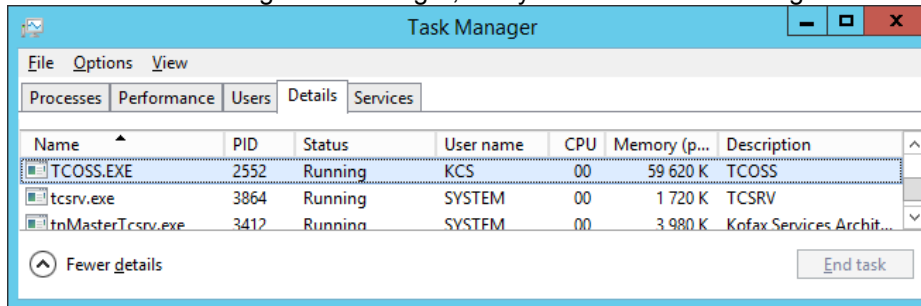 Task Manager
File Options View
Processes Performance Users Details Services
Name PID Status User name CPU Memory (p... Description
TCOSS.EXE 2552 Running KCS 00 59 620 K TCOSS
tcsrv.exe 3864 Running SYSTEM 00 1 720 K TCSRV
tnMasterTcsrv.exe 3412 Running SYSTEM 00 3 980 K Kofax Services Archit...
Fewer details End task